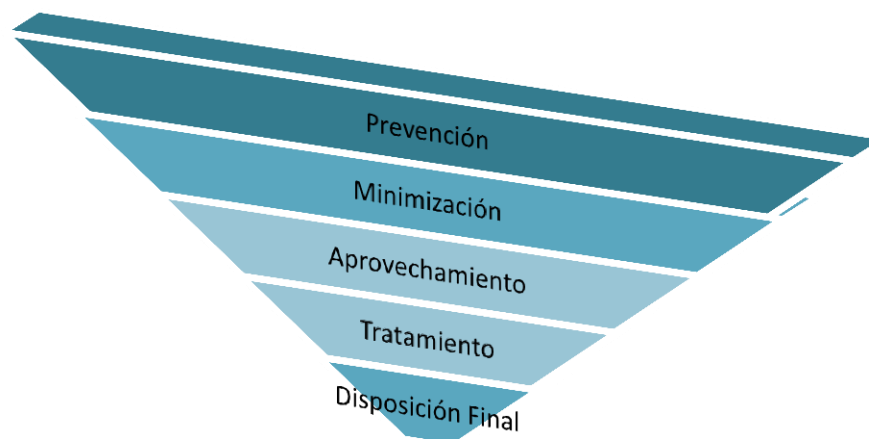 Prevención
Minimización
Aprovechamiento
Tratamiento
Disposición Final